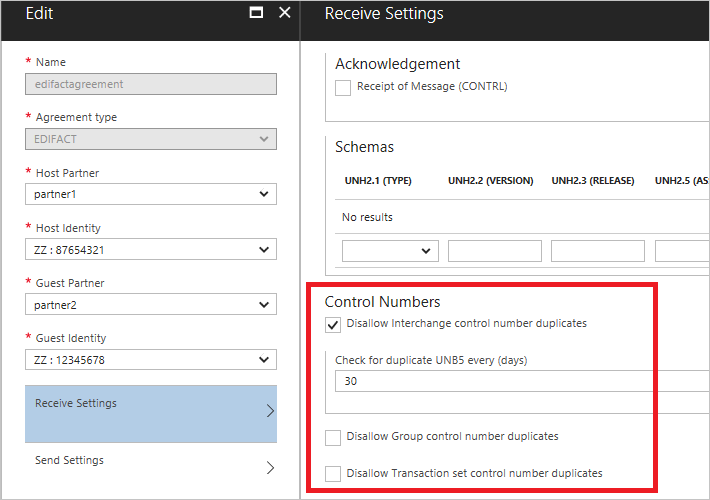 Edit
* Name
edifactagreement
* Agreement type
EDIFACT
* Host Partner
partner1
* Host Identity
ZZ : 87654321
* Guest Partner
partner2
* Guest Identity
ZZ : 12345678
Receive Settings
Send Settings
Receive Settings
Acknowledgement
Receipt of Message (CONTRL)
Schemas
UNH2.1 (TYPE) UNH2.2 (VERSION) UNH2.3 (RELEASE) UNH2.5 (AS
No results
Control Numbers
Disallow Interchange control number duplicates
Check for duplicate UNB5 every (days)
30
Disallow Group control number duplicates
Disallow Transaction set control number duplicates